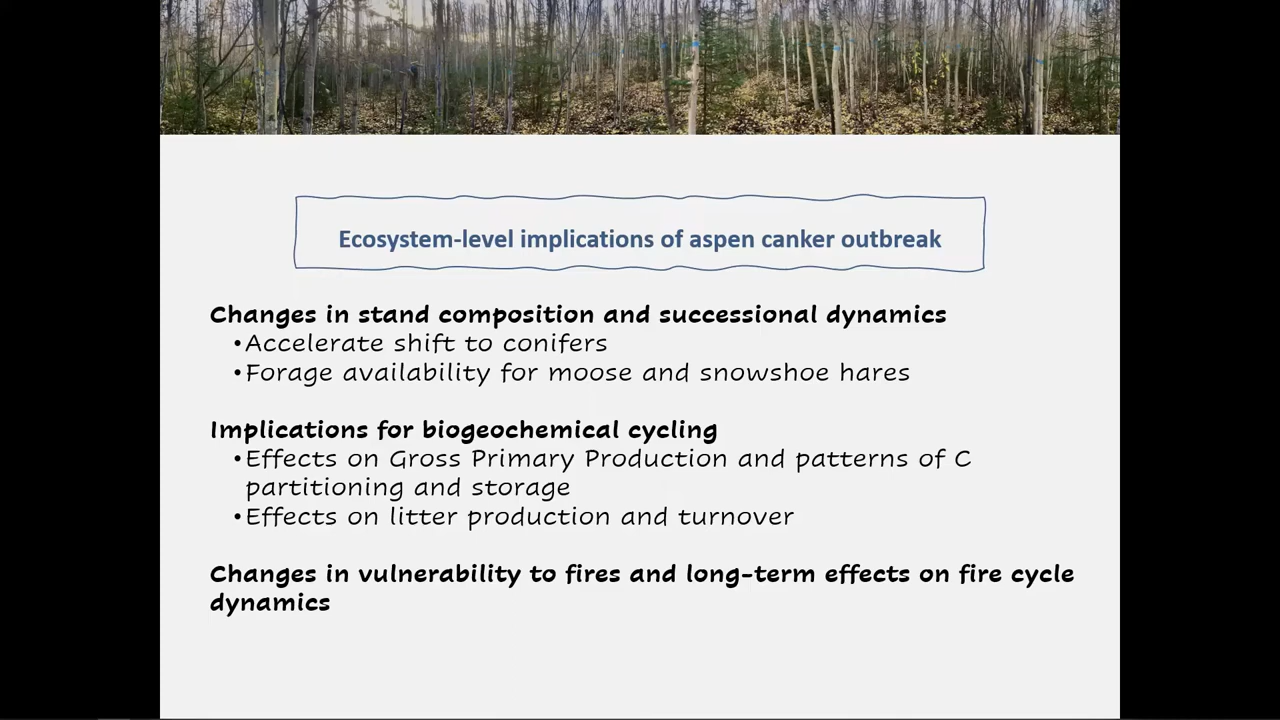 Ecosystem-level implications of aspen canker outbreak
Changes in stand composition and successional dynamics
•Accelerate shift to conifers
•Forage availability for moose and snowshoe hares
Implications for biogeochemical cycling
•Effects on Gross Primary Production and patterns of C
partitioning and storage
•Effects on litter production and turnover
Changes in vulnerability to fires and long-term effects on fire cycle
dynamics